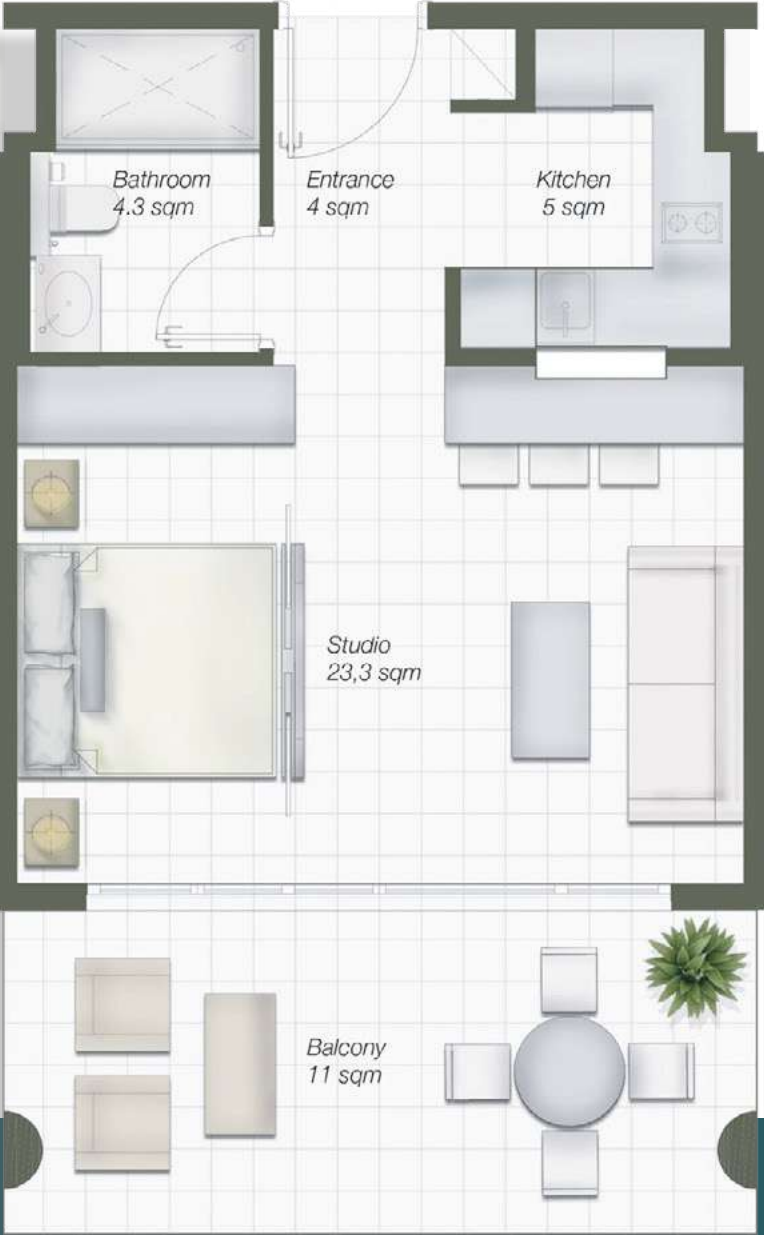 Bathroom
4.3 sqm
Entrance
4 sqm
Kitchen
5 sqm
Studio
23,3 sqm
Balcony
11 sqm